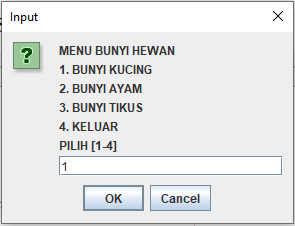 Input
MENU BUNYI HEWAN
1. BUNYI KUCING
2. BUNYI AYAM
3. BUNYI TIKUS
4. KELUAR
PILIH [1-4]
1
OK Cancel